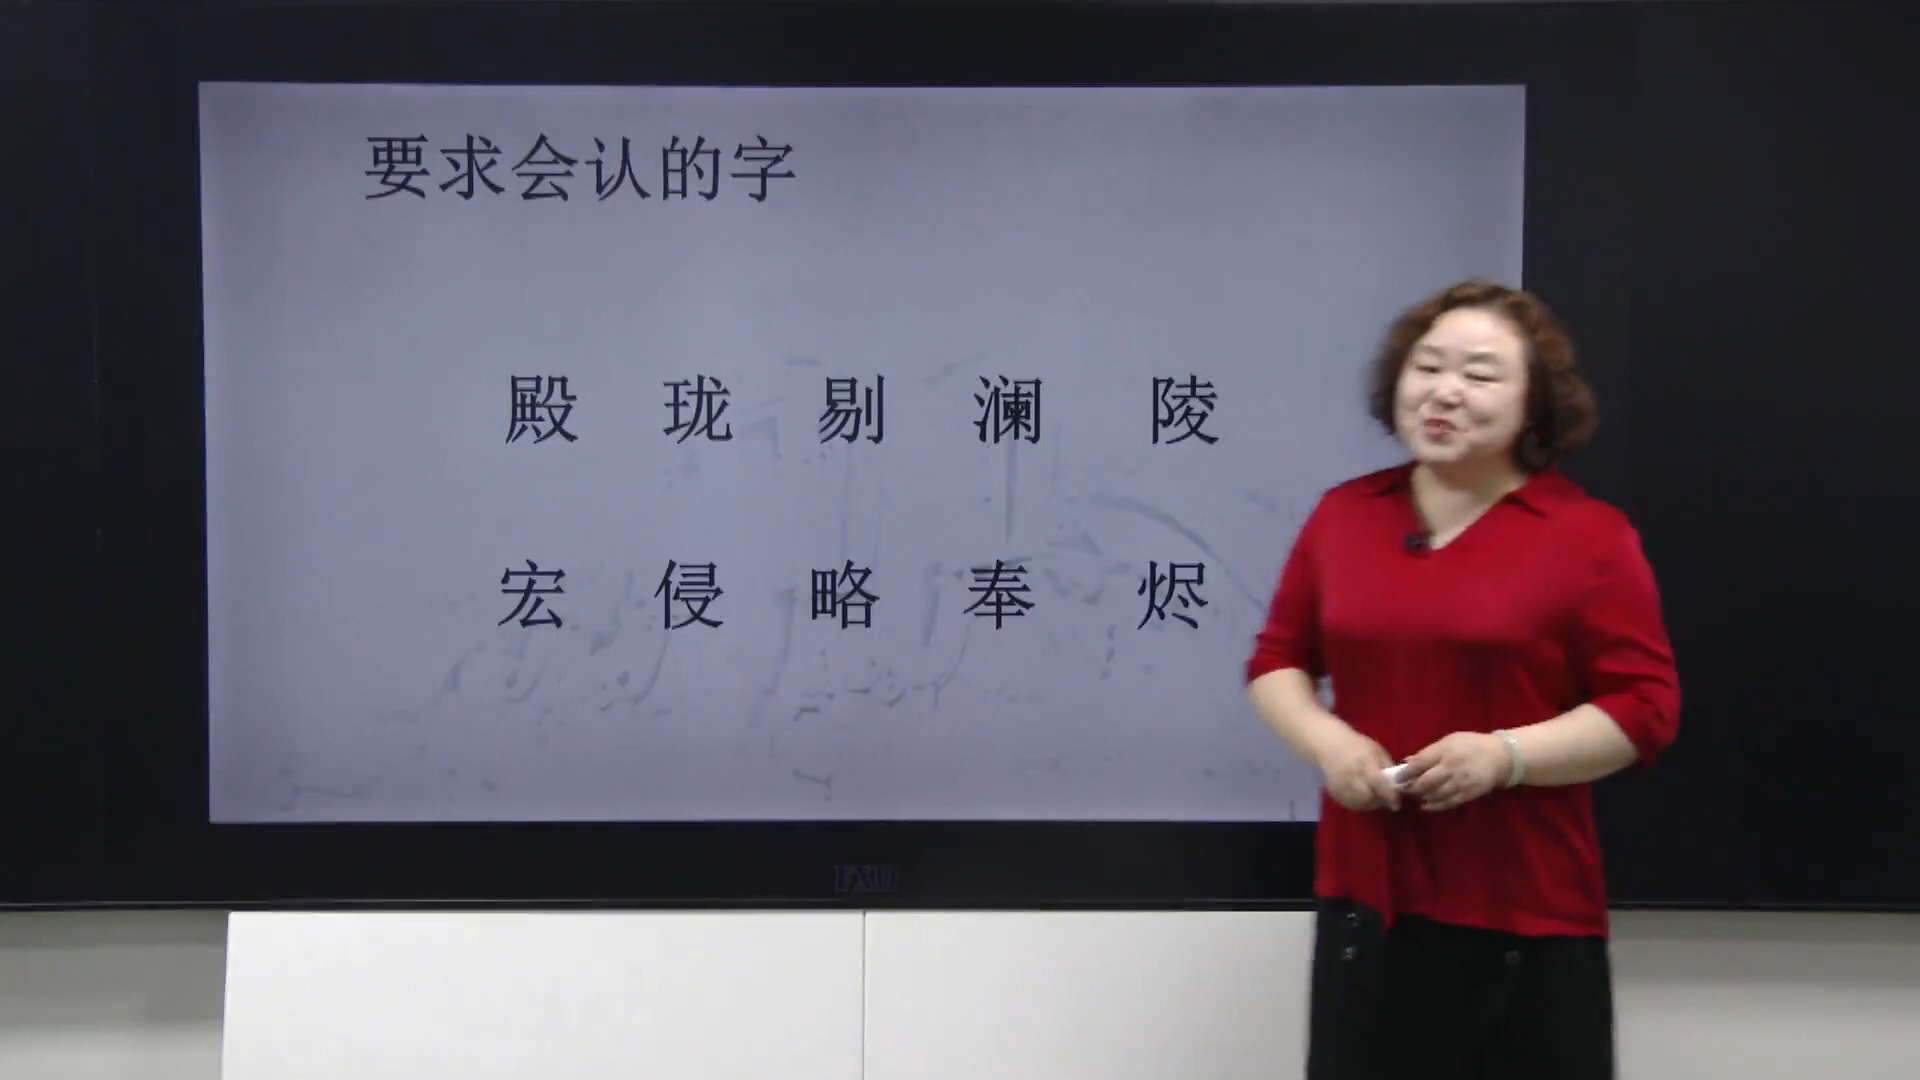 要求会认的字
殿 珑 剔 澜 陵
宏 侵 略 奉 烬